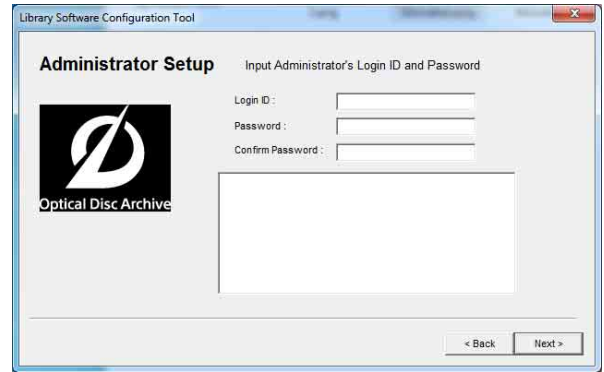 Library Software Configuration Tool
Administrator Setup
Input Administrator's Login ID and Password
Login ID :
Password :
Confirm Password :
Optical Disc Archive
< Back
Next >